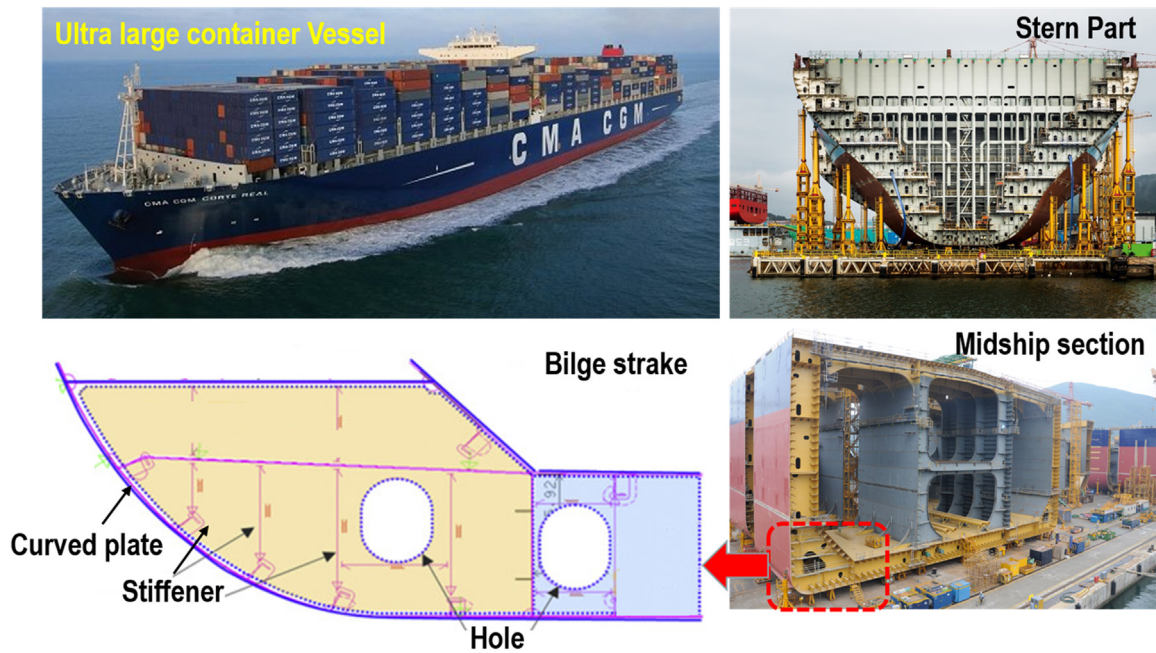 Ultra large container Vessel
CMA CGM
CMA CGM CORTE REAL
Stern Part
Bilge strake
Midship section
92
Curved plate
Stiffener
Hole